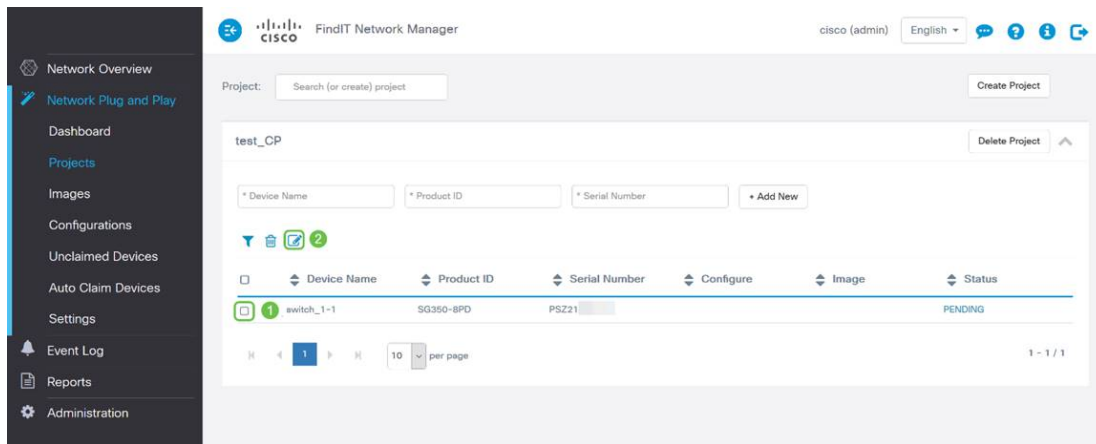 CISCO FindIT Network Manager cisco (admin) English
Network Overview
Network Plug and Play
Dashboard
Projects
Images
Configurations
Unclaimed Devices
Auto Claim Devices
Settings
Event Log
Reports
Administration
Project: Search (or create) project Create Project
test_CP Delete Project
* Device Name * Product ID * Serial Number + Add New
2
Device Name Product ID Serial Number Configure Image Status
1 switch_1-1 SG350-8PD PSZ21 PENDING
1 10 per page 1 - 1 / 1